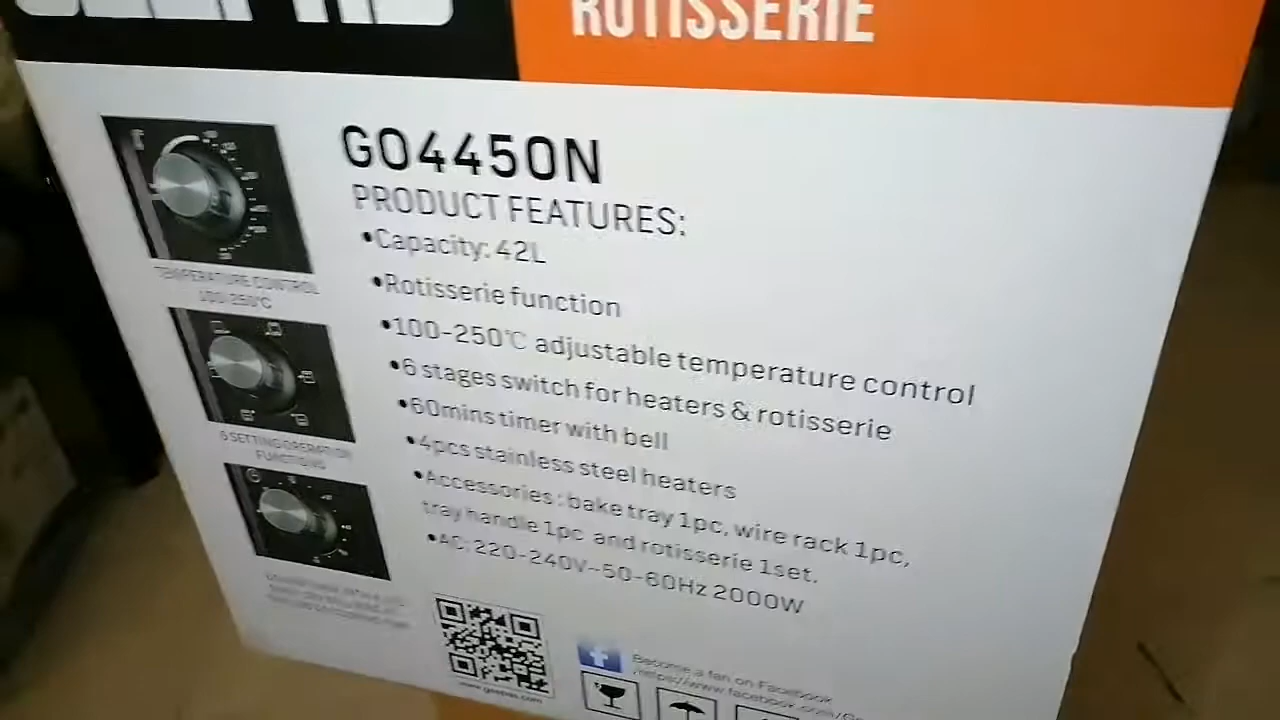 ROTISSERIE
GO4450N
PRODUCT FEATURES:
•Capacity: 42L
•Rotisserie function
•100-250℃ adjustable temperature control
•6 stages switch for heaters & rotisserie
•60mins timer with bell
•4pcs stainless steel heaters
•Accessories: bake tray 1pc, wire rack 1pc,
tray handle 1pc and rotisserie 1set.
•AC: 220-240V~50-60Hz 2000W
TEMPERATURE CONTROL
100-250℃
6 SETTING OPERATION
FUNCTIONS
Become a fan on Facebook
https://www.facebook.com/